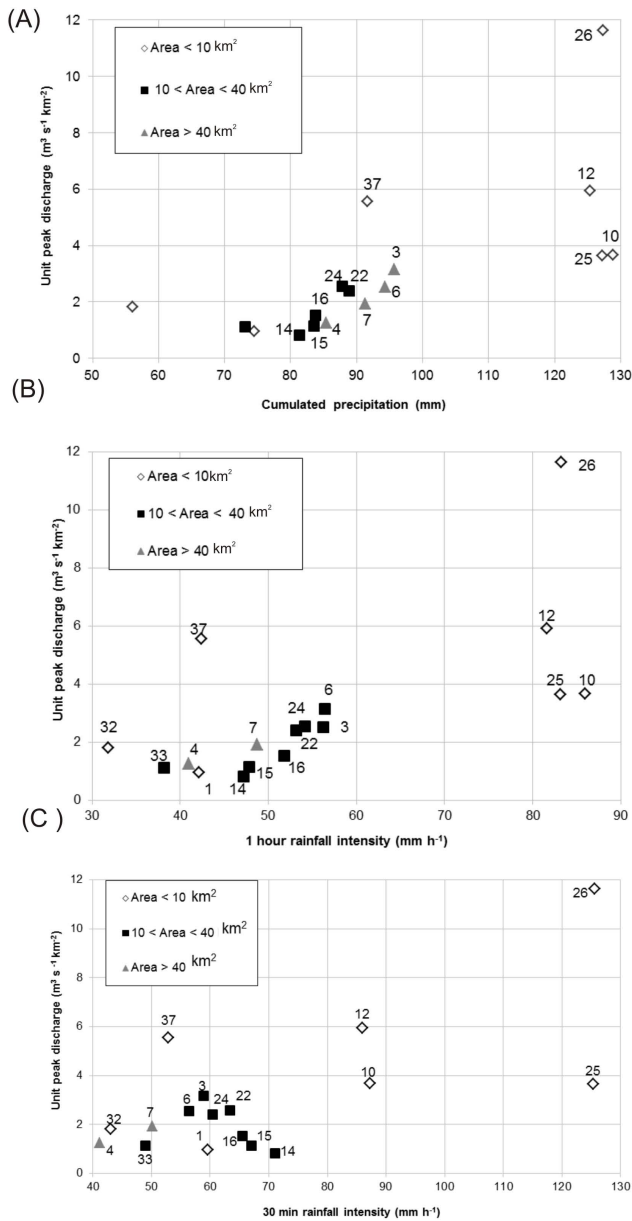 (A)
12
10
8
6
4
2
0
Unit peak discharge (m³ s⁻¹ km⁻²)
Area < 10 km²
10 < Area < 40 km²
Area > 40 km²
26
12
37
10
25
3
24 22
6
16
7
14
4
15
50 60 70 80 90 100 110 120 130
Cumulated precipitation (mm)
(B)
12
10
8
6
4
2
0
Unit peak discharge (m³ s⁻¹ km⁻²)
Area < 10km²
10 < Area < 40 km²
Area > 40 km²
26
12
37
25 10
6
24
32
7
3
4
22
33
15
16
1
14
30 40 50 60 70 80 90
1 hour rainfall intensity (mm h⁻¹)
(C )
12
10
8
6
4
2
0
Unit peak discharge (m³ s⁻¹ km⁻²)
Area < 10 km²
10 < Area < 40 km²
Area > 40 km²
26
12
37
10
25
3
6 24 22
32
7
1
16 15
4
33
14
40 50 60 70 80 90 100 110 120 130
30 min rainfall intensity (mm h⁻¹)